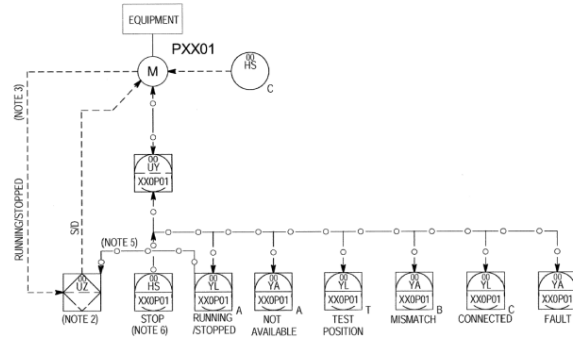 EQUIPMENT
PXX01
M
00
HS
C
(NOTE 3)
RUNNING/STOPPED
S/D
00
UY
XX0P01
(NOTE 5)
00
UZ
(NOTE 2)
00
HS
XX0P01
STOP
(NOTE 6)
00
YL
XX0P01
A
RUNNING
/STOPPED
00
YA
XX0P01
A
NOT
AVAILABLE
00
YL
XX0P01
T
TEST
POSITION
00
YA
XX0P01
B
MISMATCH
00
YL
XX0P01
C
CONNECTED
00
YA
XX0P01
FAULT